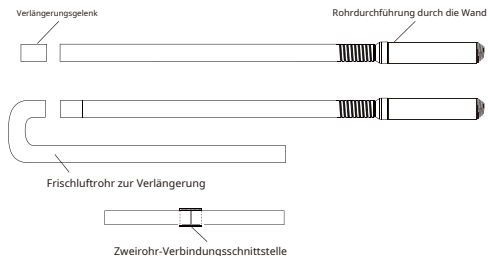 Verlängerungsgelenk
Rohrdurchführung durch die Wand
Frischluftrohr zur Verlängerung
Zweirohr-Verbindungsschnittstelle